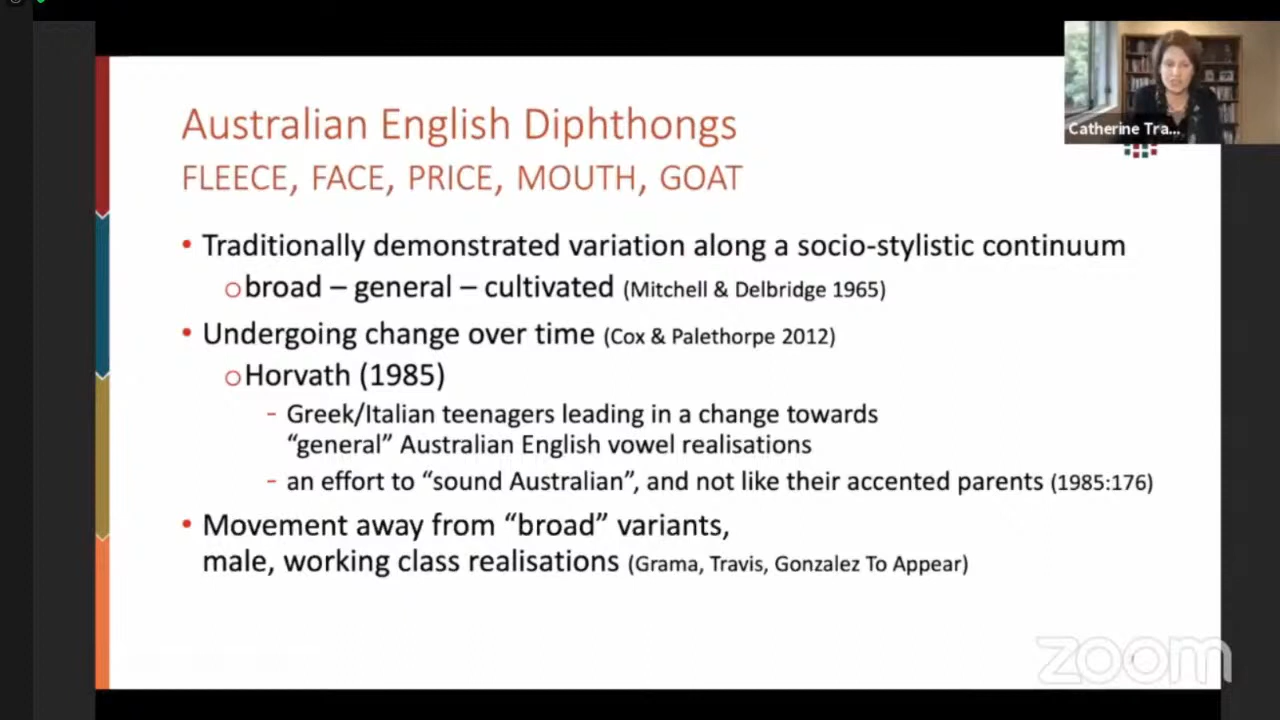 Australian English Diphthongs
FLEECE, FACE, PRICE, MOUTH, GOAT
• Traditionally demonstrated variation along a socio-stylistic continuum
o broad – general – cultivated (Mitchell & Delbridge 1965)
• Undergoing change over time (Cox & Palethorpe 2012)
o Horvath (1985)
- Greek/Italian teenagers leading in a change towards
“general” Australian English vowel realisations
- an effort to “sound Australian”, and not like their accented parents (1985:176)
• Movement away from “broad” variants,
male, working class realisations (Grama, Travis, Gonzalez To Appear)
Catherine Tra...
zoom